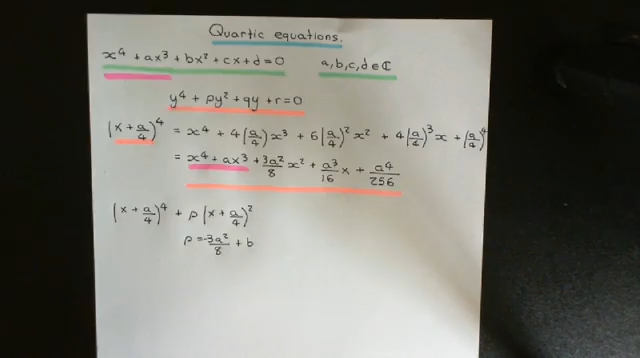 Quartic equations.
x⁴ + ax³ + bx² + cx + d = 0 a, b, c, d ∈ ℂ
y⁴ + py² + qy + r = 0
(x + a/4)⁴ = x⁴ + 4(a/4)x³ + 6(a/4)²x² + 4(a/4)³x + (a/4)⁴
= x⁴ + ax³ + 3a²/8 x² + a³/16 x + a⁴/256
(x + a/4)⁴ + p(x + a/4)²
p = -3a²/8 + b